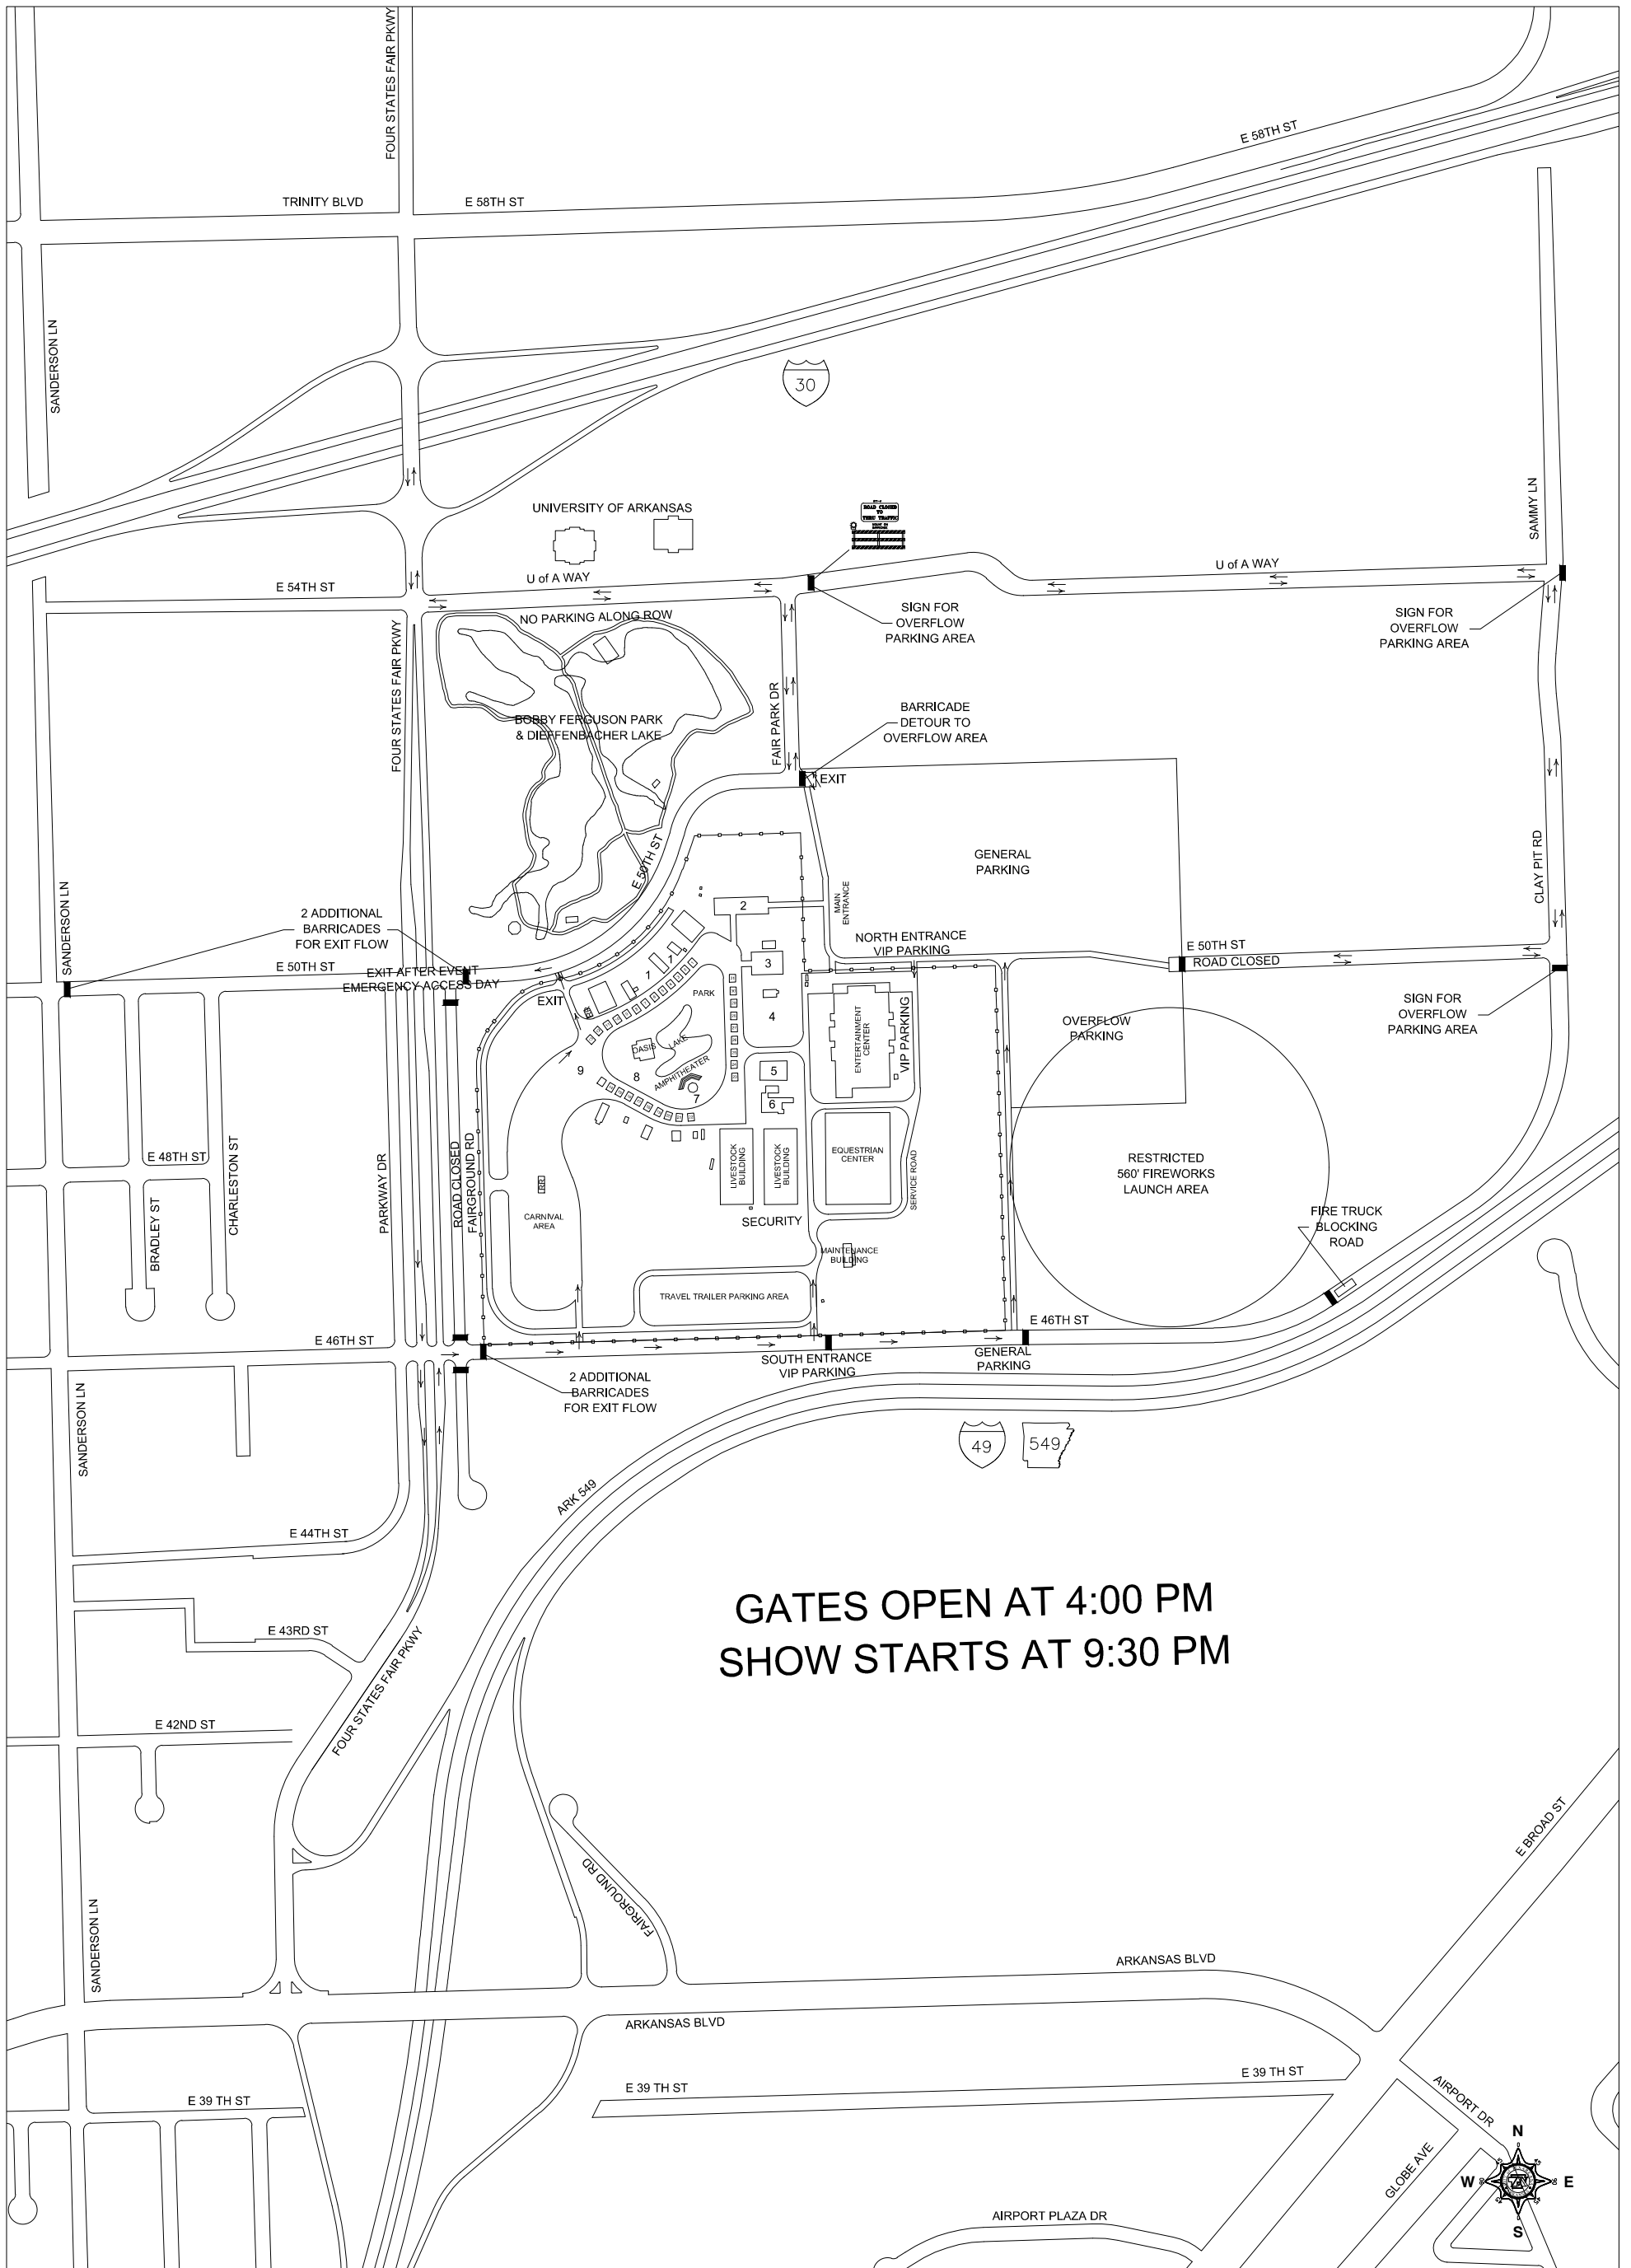 FOUR STATES FAIR PKWY
E 58TH ST
TRINITY BLVD
E 58TH ST
SANDERSON LN
30
UNIVERSITY OF ARKANSAS
ROAD CLOSED
TO
THRU TRAFFIC
SAMMY LN
U of A WAY
U of A WAY
E 54TH ST
NO PARKING ALONG ROW
SIGN FOR
OVERFLOW
PARKING AREA
SIGN FOR
OVERFLOW
PARKING AREA
FOUR STATES FAIR PKWY
FAIR PARK DR
BOBBY FERGUSON PARK
& DIEFFENBACHER LAKE
BARRICADE
DETOUR TO
OVERFLOW AREA
EXIT
E 50TH ST
GENERAL
PARKING
CLAY PIT RD
SANDERSON LN
2 ADDITIONAL
BARRICADES
FOR EXIT FLOW
2
MAIN
ENTRANCE
NORTH ENTRANCE
VIP PARKING
E 50TH ST
ROAD CLOSED
E 50TH ST
EXIT AFTER EVENT
EMERGENCY ACCESS DAY
EXIT
1
1
3
PARK
4
ENTERTAINMENT
CENTER
VIP PARKING
OVERFLOW
PARKING
SIGN FOR
OVERFLOW
PARKING AREA
OASIS
LAKE
AMPHITHEATER
9
8
7
5
6
E 48TH ST
BRADLEY ST
CHARLESTON ST
PARKWAY DR
ROAD CLOSED
FAIRGROUND RD
LIVESTOCK
BUILDING
LIVESTOCK
BUILDING
EQUESTRIAN
CENTER
SERVICE ROAD
RESTRICTED
560' FIREWORKS
LAUNCH AREA
RR
CARNIVAL
AREA
SECURITY
FIRE TRUCK
BLOCKING
ROAD
MAINTENANCE
BUILDING
TRAVEL TRAILER PARKING AREA
E 46TH ST
E 46TH ST
SOUTH ENTRANCE
VIP PARKING
GENERAL
PARKING
2 ADDITIONAL
BARRICADES
FOR EXIT FLOW
SANDERSON LN
49
549
ARK 549
E 44TH ST
GATES OPEN AT 4:00 PM
SHOW STARTS AT 9:30 PM
E 43RD ST
FOUR STATES FAIR PKWY
E 42ND ST
E BROAD ST
FAIRGROUND RD
SANDERSON LN
ARKANSAS BLVD
ARKANSAS BLVD
E 39 TH ST
E 39 TH ST
E 39 TH ST
AIRPORT DR
GLOBE AVE
N
W
E
S
AIRPORT PLAZA DR